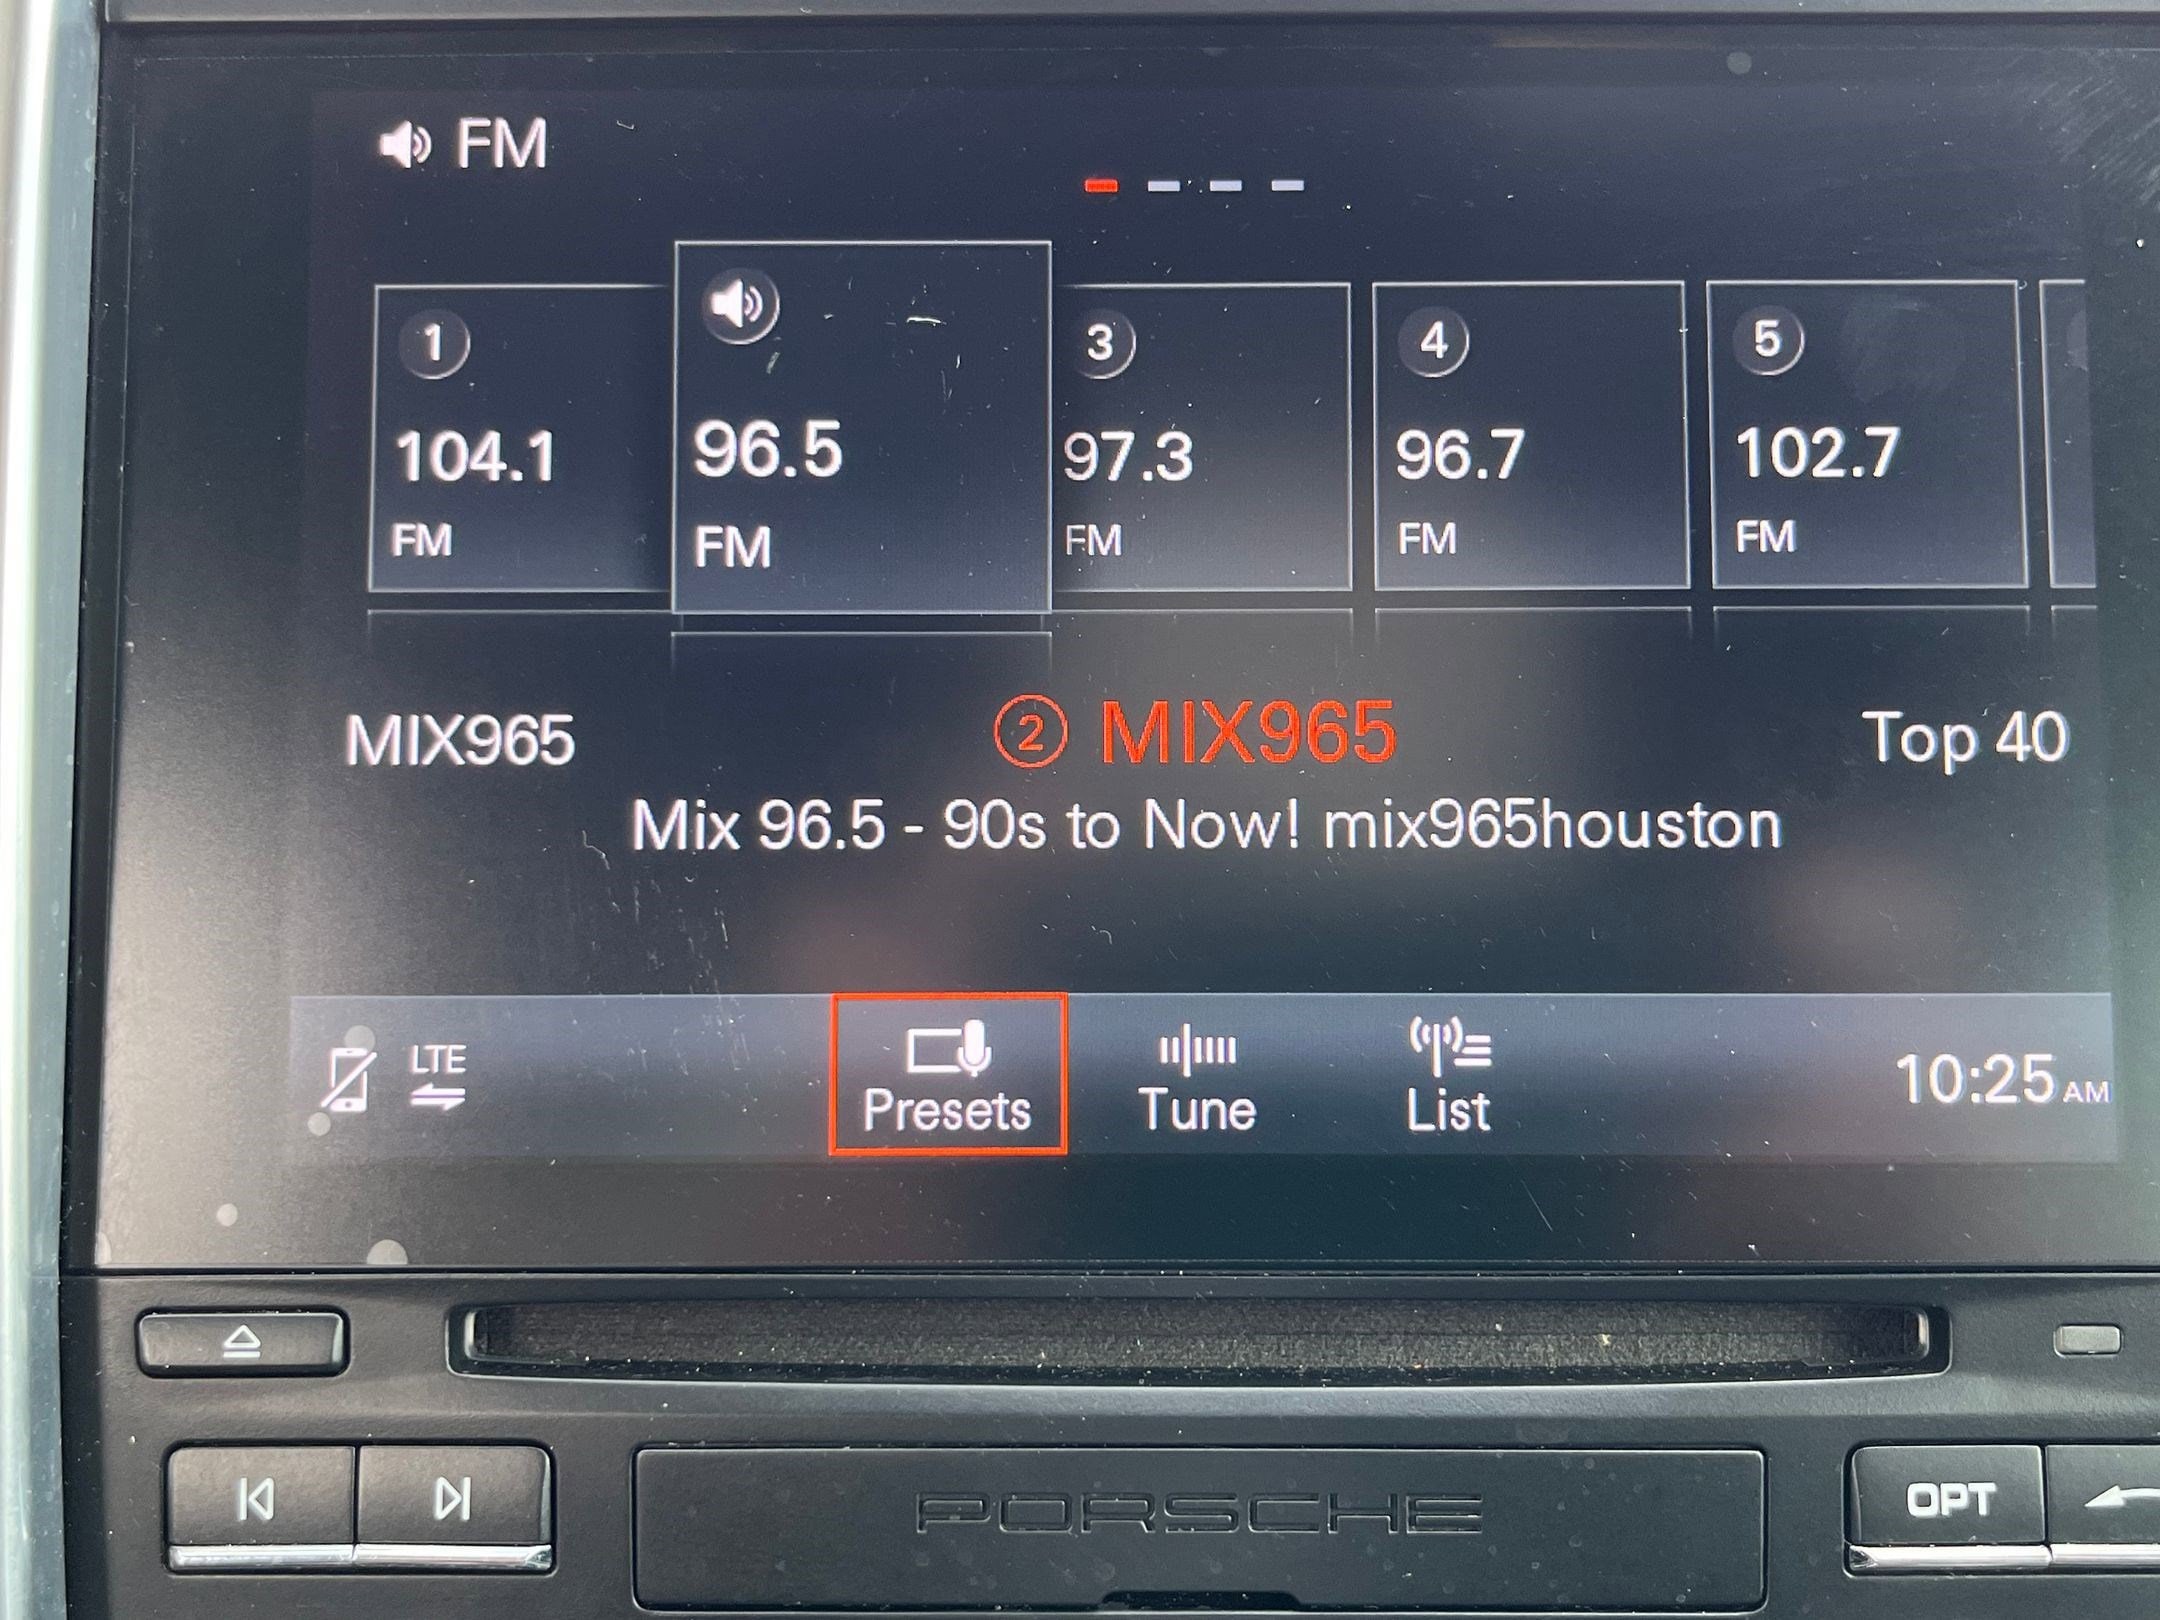 FM
1 3 4 5
104.1 96.5 97.3 96.7 102.7
FM FM FM FM FM
MIX965 2 MIX965 Top 40
Mix 96.5 - 90s to Now! mix965houston
LTE
Presets Tune List 10:25 AM
PORSCHE OPT